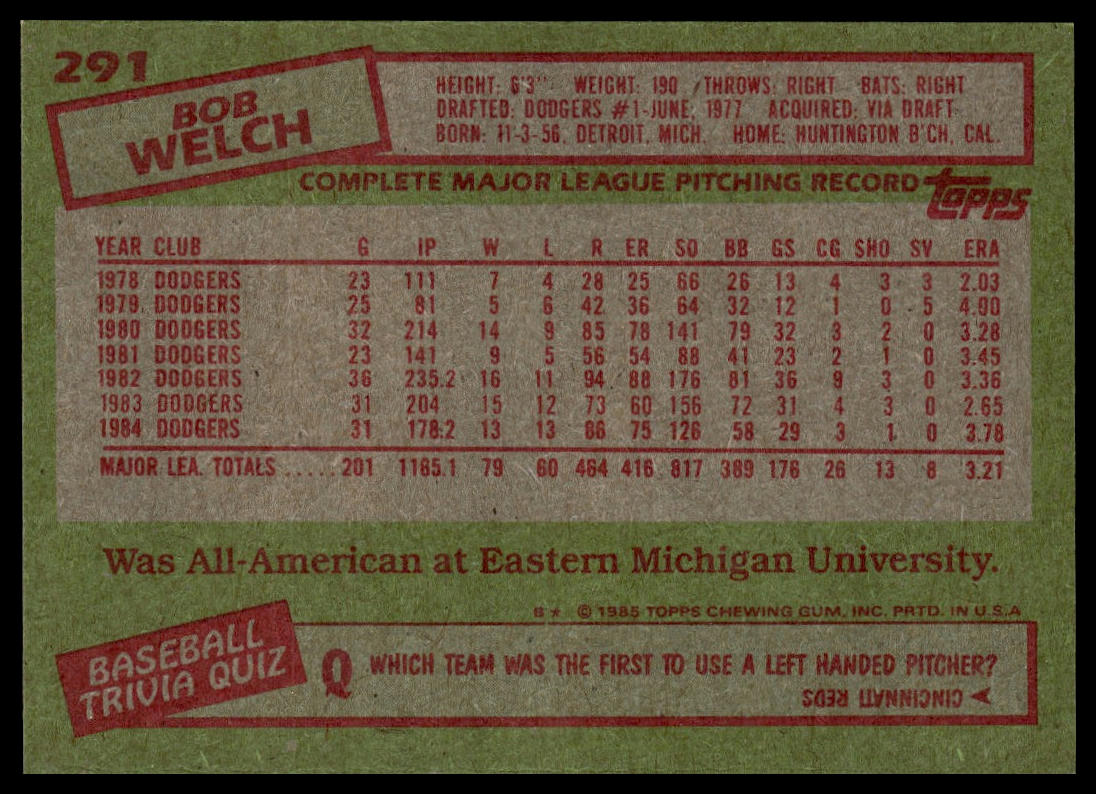 291
BOB
WELCH
HEIGHT: 6'3" WEIGHT: 190 THROWS: RIGHT BATS: RIGHT
DRAFTED: DODGERS #1-JUNE, 1977 ACQUIRED: VIA DRAFT
BORN: 11-3-56, DETROIT, MICH. HOME: HUNTINGTON B'CH, CAL.
COMPLETE MAJOR LEAGUE PITCHING RECORD topps
YEAR CLUB G IP W L R ER SO BB GS CG SHO SV ERA
1978 DODGERS 23 111 7 4 28 25 66 26 13 4 3 3 2.03
1979 DODGERS 25 81 5 6 42 36 64 32 12 1 0 5 4.00
1980 DODGERS 32 214 14 9 85 78 141 79 32 3 2 0 3.28
1981 DODGERS 23 141 9 5 56 54 88 41 23 2 1 0 3.45
1982 DODGERS 36 235.2 16 11 94 88 176 81 36 9 3 0 3.36
1983 DODGERS 31 204 15 12 73 60 156 72 31 4 3 0 2.65
1984 DODGERS 31 178.2 13 13 86 75 126 58 29 3 1 0 3.78
MAJOR LEA. TOTALS ..... 201 1165.1 79 60 464 416 817 389 176 26 13 8 3.21
Was All-American at Eastern Michigan University.
B* © 1985 TOPPS CHEWING GUM, INC. PRTD. IN U.S.A
BASEBALL
TRIVIA QUIZ
Q WHICH TEAM WAS THE FIRST TO USE A LEFT HANDED PITCHER?
CINCINNATI REDS